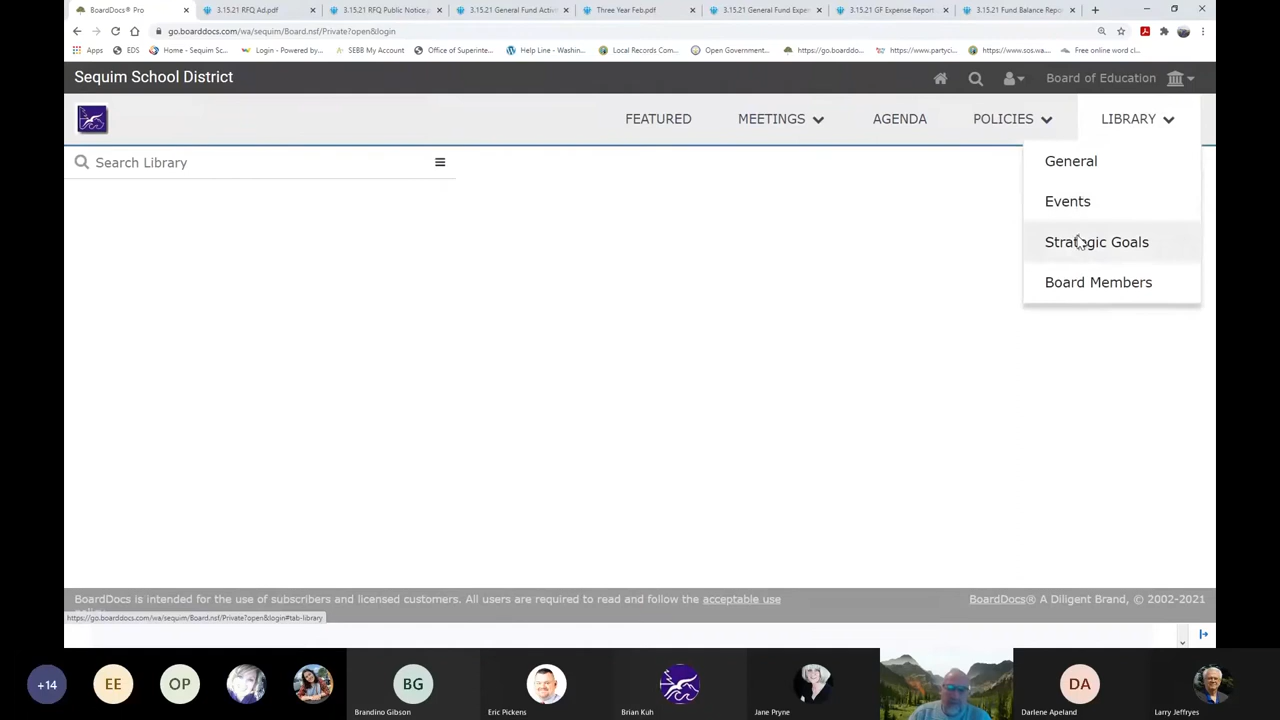 BoardDocs® Pro
3.15.21 RFQ Ad.pdf
3.15.21 RFQ Public Notice.p
3.15.21 General Fund Activi
Three Year Feb.pdf
3.15.21 General Fund Exper
3.15.21 GF Expense Report
3.15.21 Fund Balance Repo
go.boarddocs.com/wa/sequim/Board.nsf/Private?open&login
Apps
EDS
Home - Sequim Sc...
Login - Powered by...
SEBB My Account
Office of Superinte...
Help Line - Washin...
Local Records Com...
Open Government...
https://go.boarddo...
https://www.partyci...
https://www.sos.wa....
Free online word cl...
Sequim School District
Board of Education
FEATURED
MEETINGS
AGENDA
POLICIES
LIBRARY
Search Library
General
Events
Strategic Goals
Board Members
BoardDocs is intended for the use of subscribers and licensed customers. All users are required to read and follow the acceptable use
BoardDocs® A Diligent Brand, © 2002-2021
https://go.boarddocs.com/wa/sequim/Board.nsf/Private?open&login#tab-library
+14
EE
OP
BG
Brandino Gibson
Eric Pickens
Brian Kuh
Jane Pryne
DA
Darlene Apeland
Larry Jeffryes